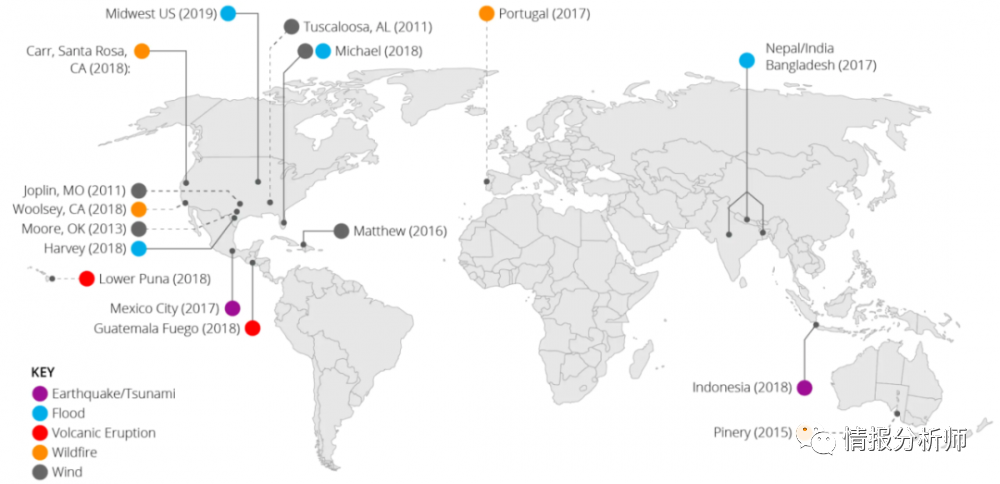 Midwest US (2019)
Tuscaloosa, AL (2011)
Portugal (2017)
Carr, Santa Rosa,
CA (2018):
Michael (2018)
Nepal/India
Bangladesh (2017)
Joplin, MO (2011)
Woolsey, CA (2018)
Moore, OK (2013)
Harvey (2018)
Matthew (2016)
Lower Puna (2018)
Mexico City (2017)
Guatemala Fuego (2018)
KEY
Earthquake/Tsunami
Flood
Volcanic Eruption
Wildfire
Wind
Indonesia (2018)
Pinery (2015)
情报分析师